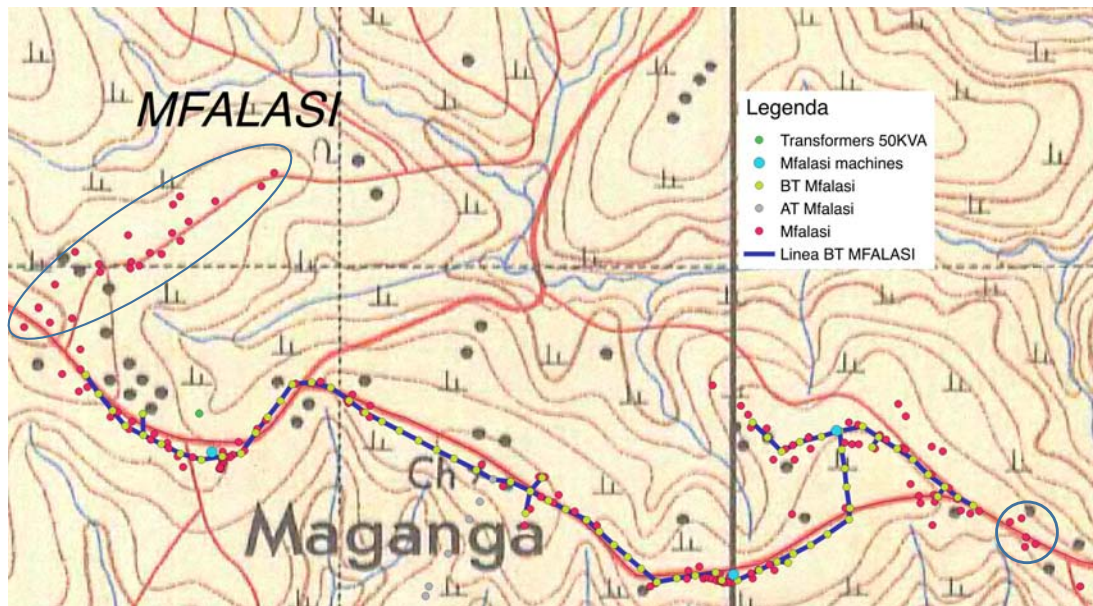 MFALASI
Legenda
Transformers 50KVA
Mfalasi machines
BT Mfalasi
AT Mfalasi
Mfalasi
Linea BT MFALASI
Ch
Maganga